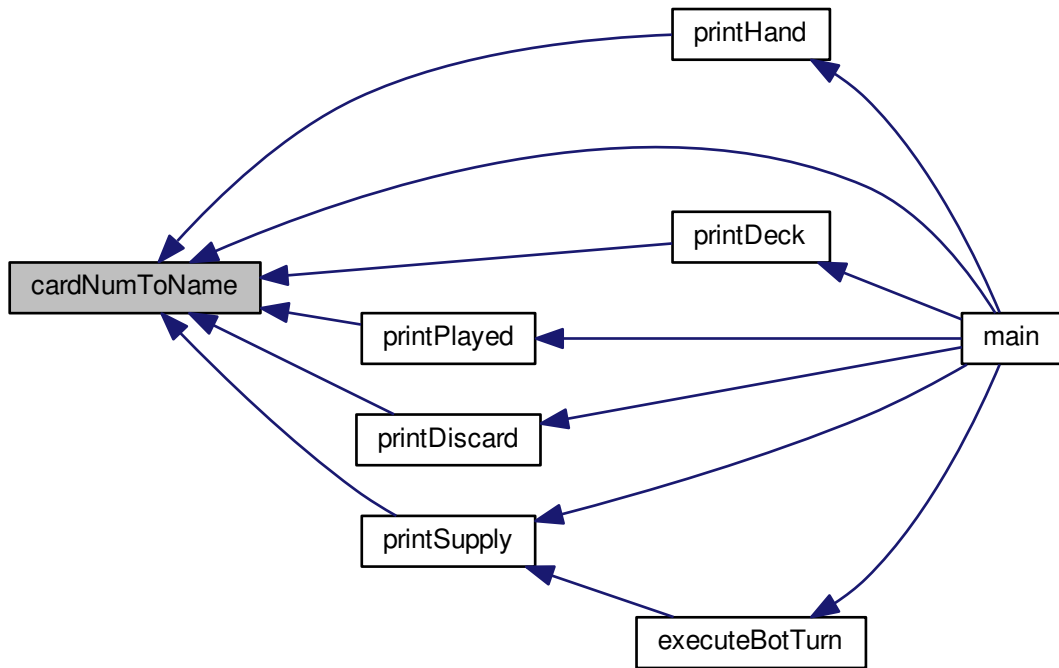 printHand
printDeck
cardNumToName
printPlayed
main
printDiscard
printSupply
executeBotTurn